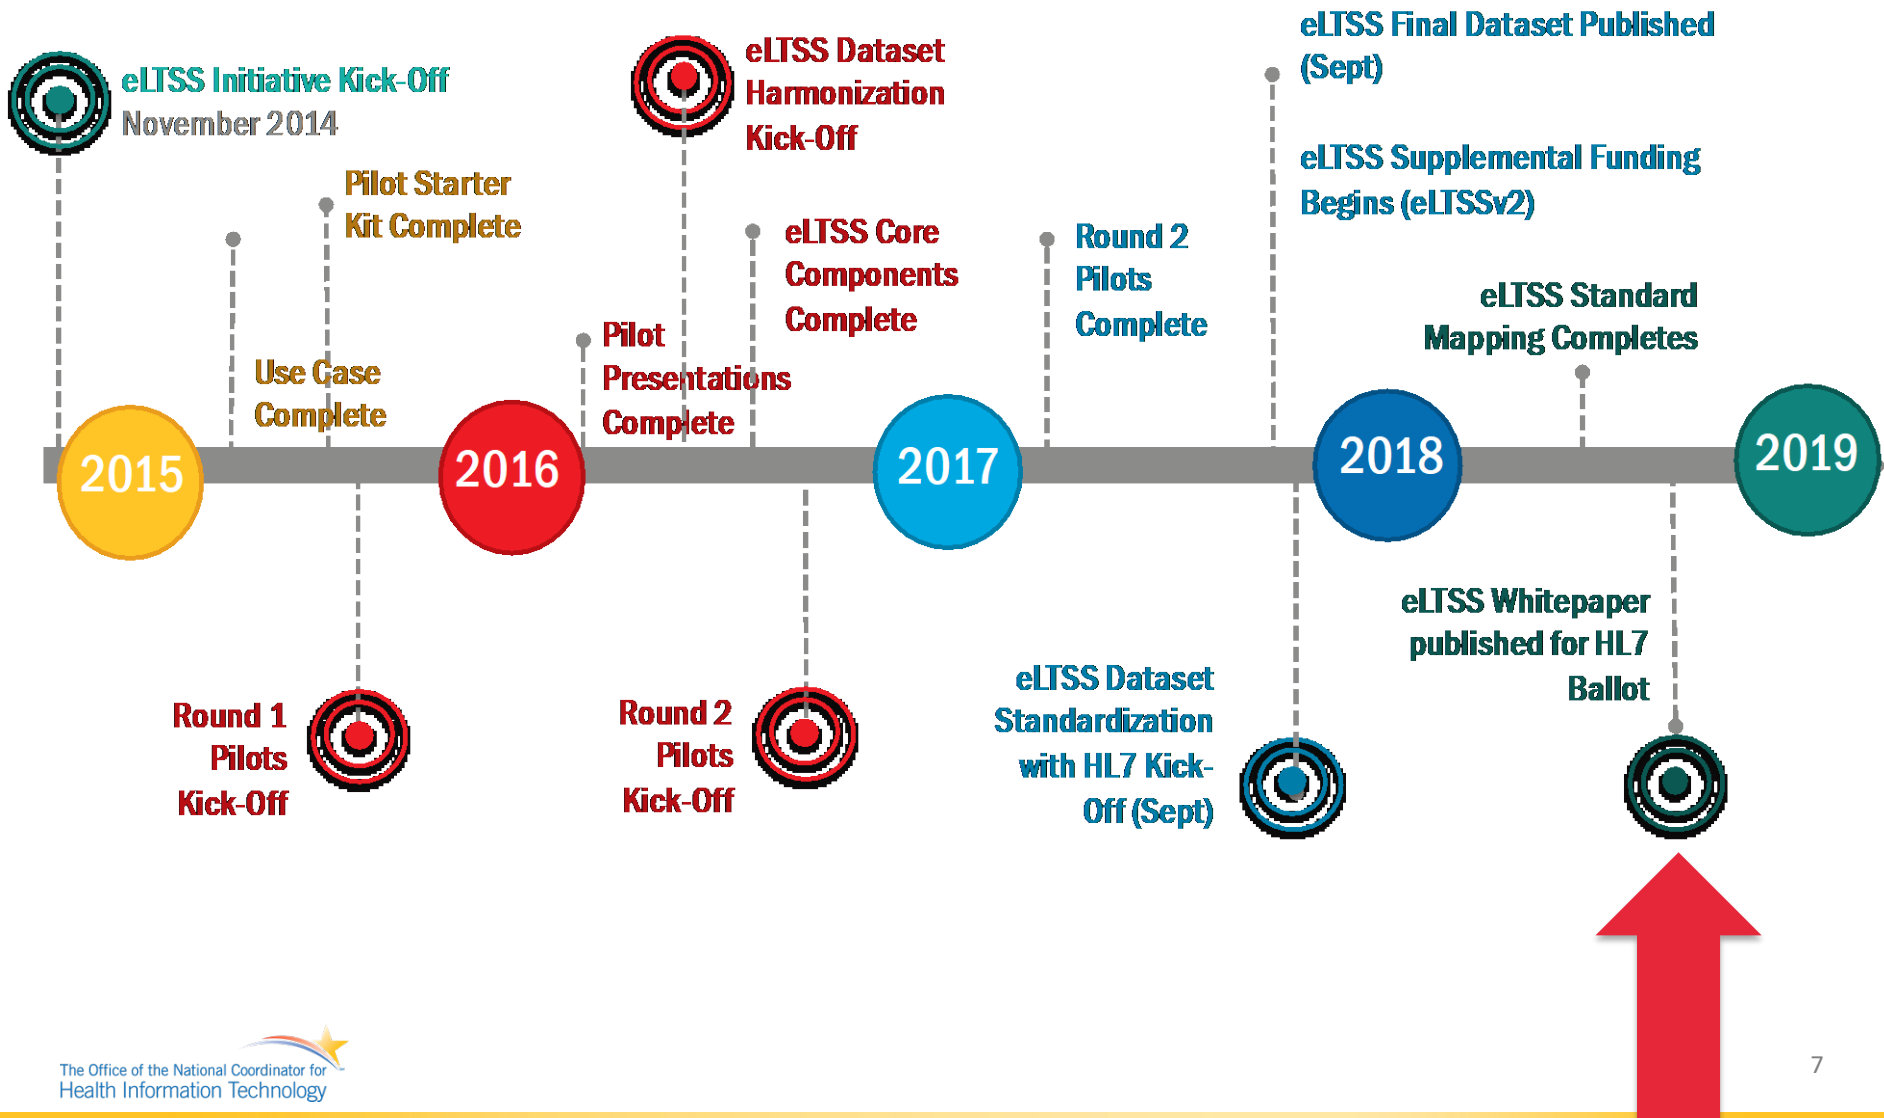 eLTSS Initiative Kick-Off
November 2014
Pilot Starter
Kit Complete
Use Case
Complete
eLTSS Dataset
Harmonization
Kick-Off
Pilot
Presentations
Complete
eLTSS Core
Components
Complete
Round 2
Pilots
Complete
eLTSS Final Dataset Published
(Sept)
eLTSS Supplemental Funding
Begins (eLTSSv2)
eLTSS Standard
Mapping Completes
2015
2016
2017
2018
2019
Round 1
Pilots
Kick-Off
Round 2
Pilots
Kick-Off
eLTSS Dataset
Standardization
with HL7 Kick-
Off (Sept)
eLTSS Whitepaper
published for HL7
Ballot
The Office of the National Coordinator for
Health Information Technology
7